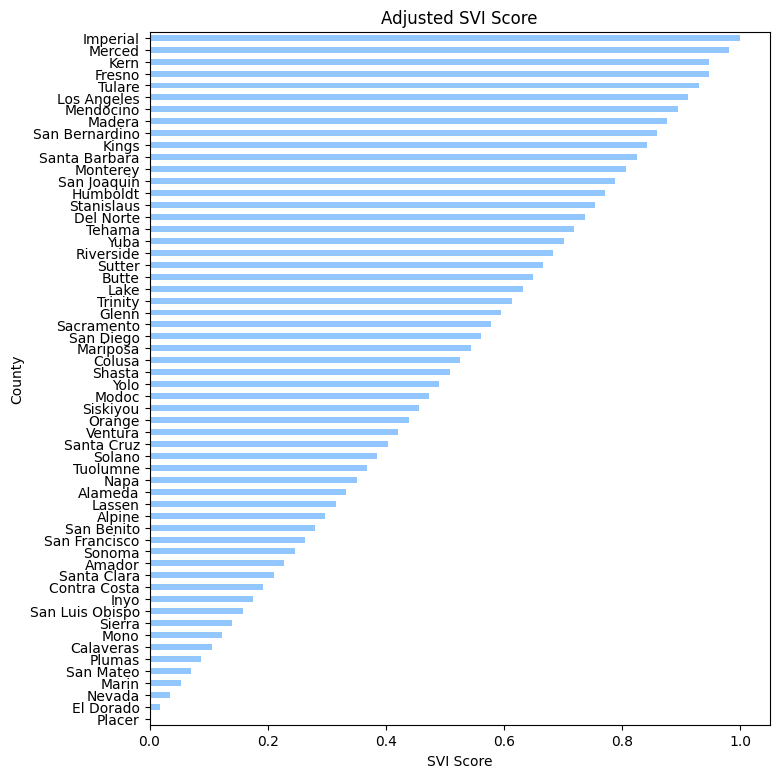 Adjusted SVI Score
Imperial
Merced
Kern
Fresno
Tulare
Los Angeles
Mendocino
Madera
San Bernardino
Kings
Santa Barbara
Monterey
San Joaquin
Humboldt
Stanislaus
Del Norte
Tehama
Yuba
Riverside
Sutter
Butte
Lake
Trinity
Glenn
Sacramento
San Diego
Mariposa
Colusa
Shasta
Yolo
Modoc
Siskiyou
Orange
Ventura
Santa Cruz
Solano
Tuolumne
Napa
Alameda
Lassen
Alpine
San Benito
San Francisco
Sonoma
Amador
Santa Clara
Contra Costa
Inyo
San Luis Obispo
Sierra
Mono
Calaveras
Plumas
San Mateo
Marin
Nevada
El Dorado
Placer
County
0.0 0.2 0.4 0.6 0.8 1.0
SVI Score